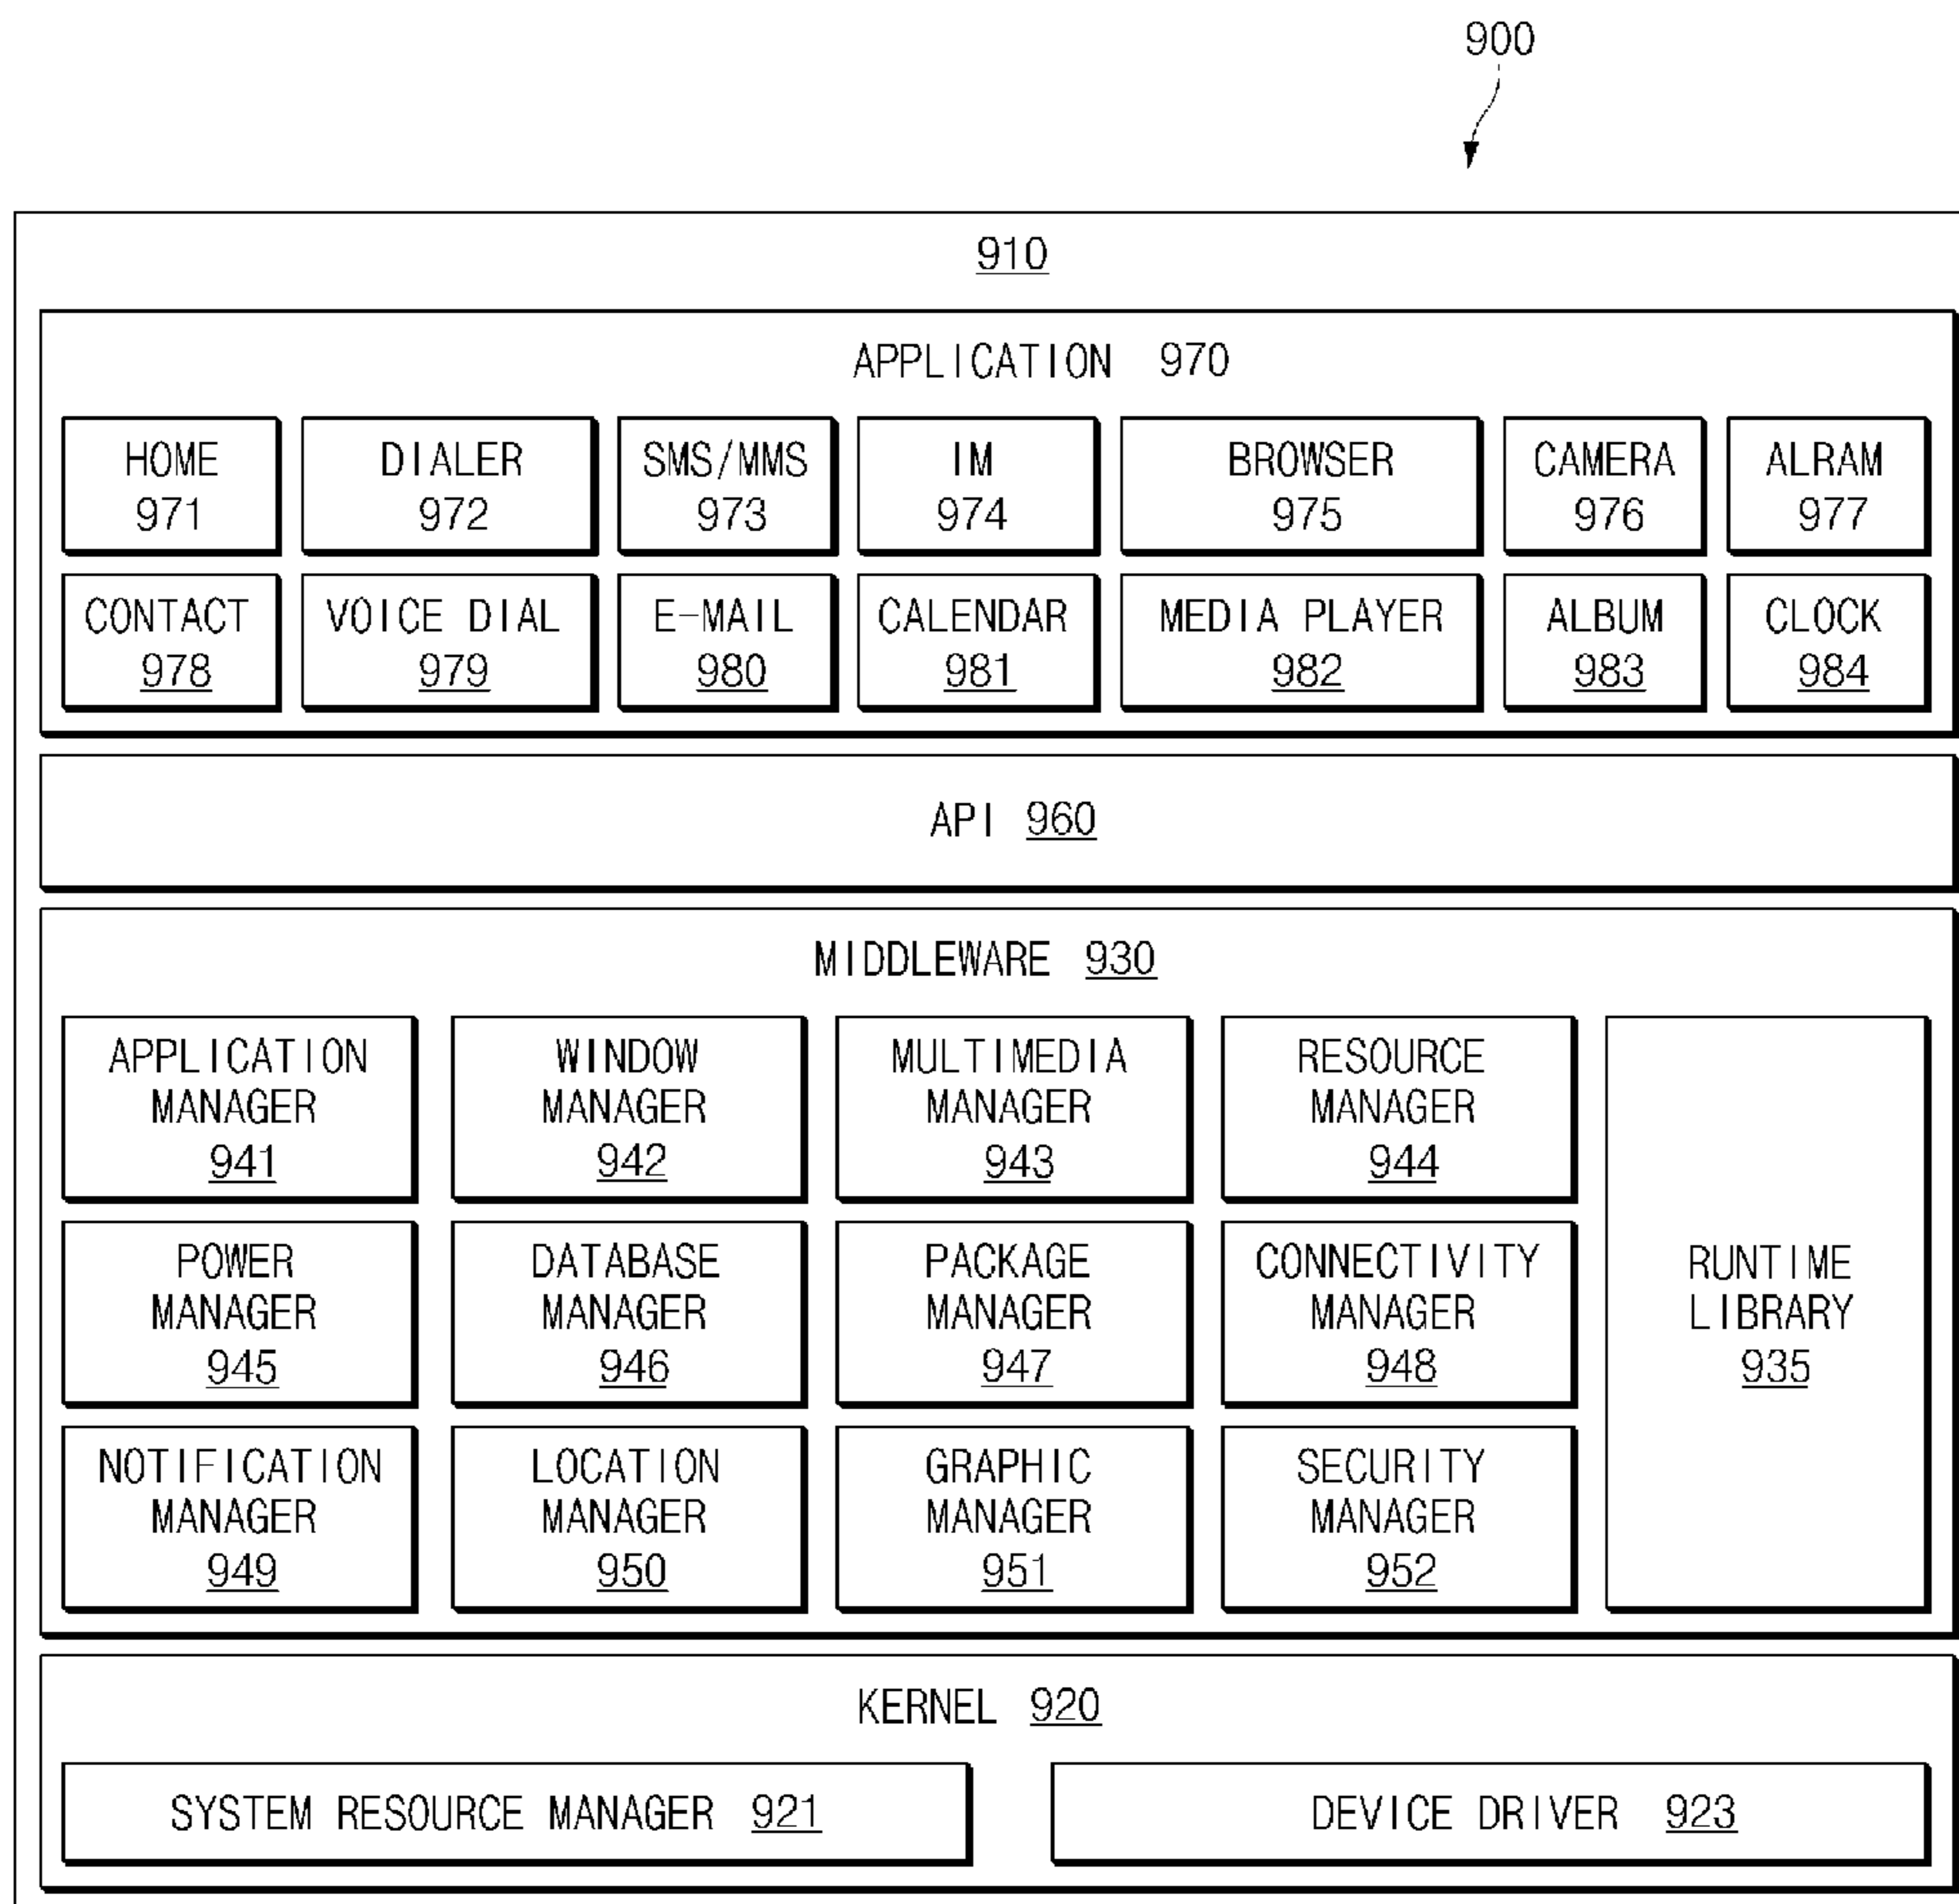 900
910
APPLICATION 970
HOME
971
DIALER
972
SMS/MMS
973
IM
974
BROWSER
975
CAMERA
976
ALRAM
977
CONTACT
978
VOICE DIAL
979
E-MAIL
980
CALENDAR
981
MEDIA PLAYER
982
ALBUM
983
CLOCK
984
API 960
MIDDLEWARE 930
APPLICATION
MANAGER
941
WINDOW
MANAGER
942
MULTIMEDIA
MANAGER
943
RESOURCE
MANAGER
944
POWER
MANAGER
945
DATABASE
MANAGER
946
PACKAGE
MANAGER
947
CONNECTIVITY
MANAGER
948
NOTIFICATION
MANAGER
949
LOCATION
MANAGER
950
GRAPHIC
MANAGER
951
SECURITY
MANAGER
952
RUNTIME
LIBRARY
935
KERNEL 920
SYSTEM RESOURCE MANAGER 921
DEVICE DRIVER 923